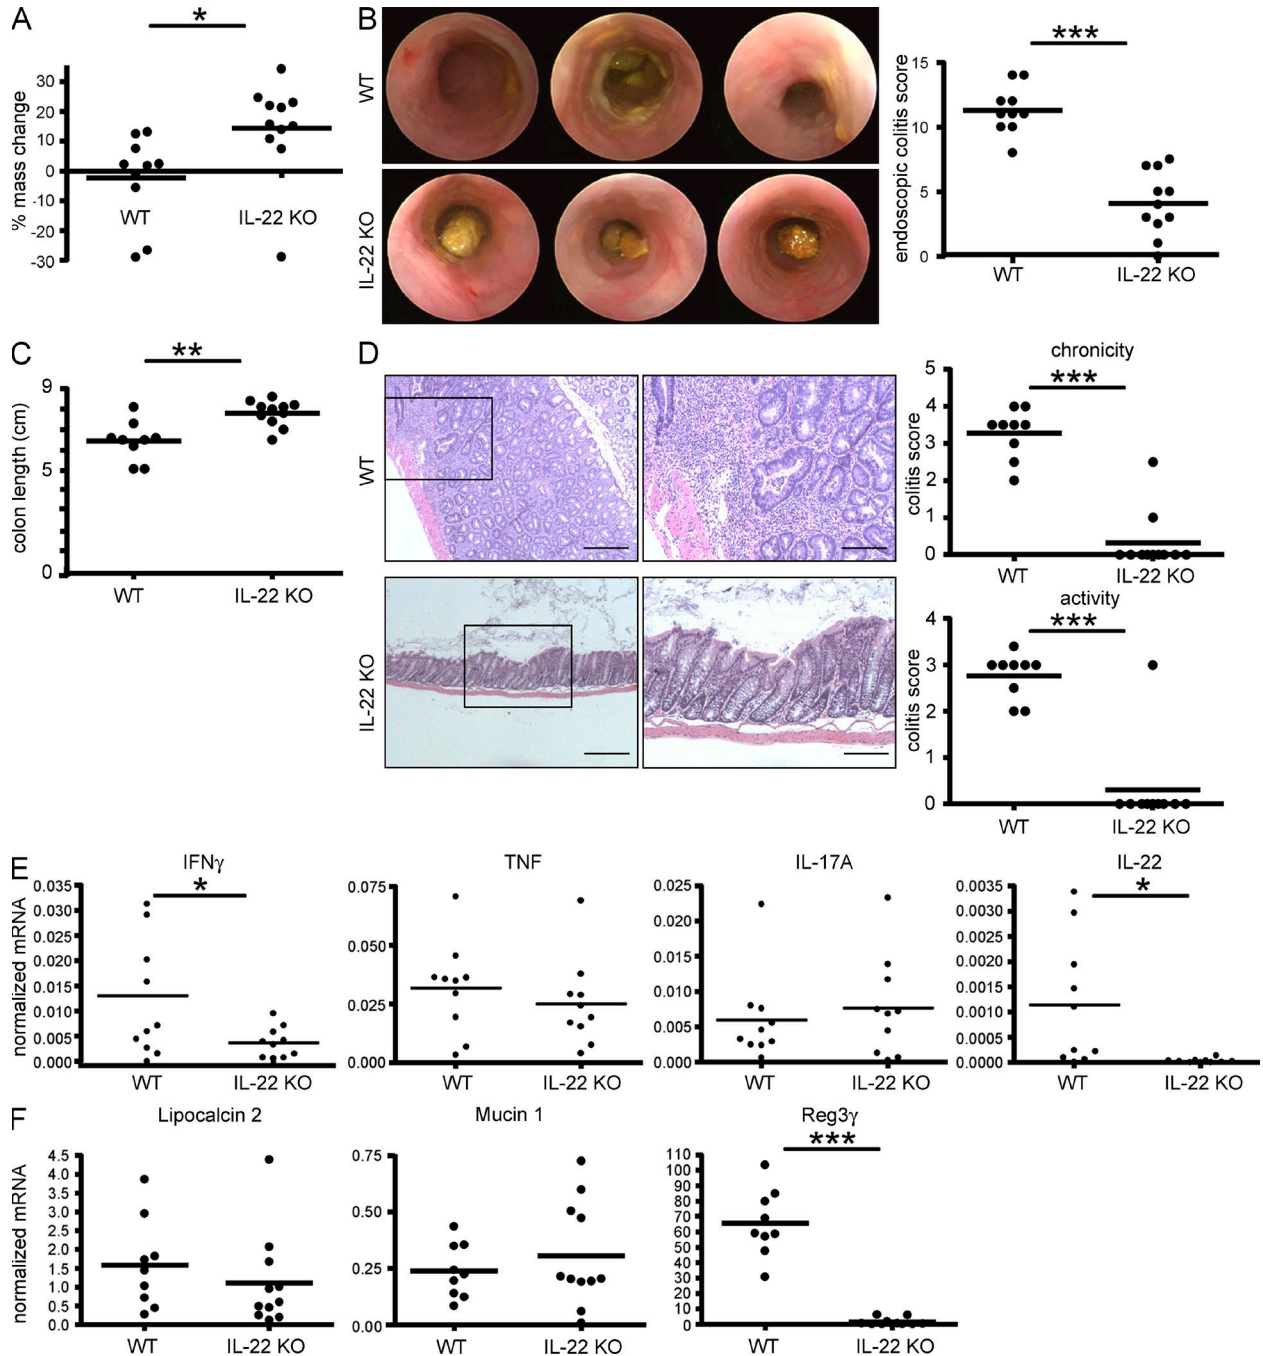 A
*
% mass change
30
20
10
0
-10
-20
-30
WT
IL-22 KO
B
WT
IL-22 KO
***
endoscopic colitis score
15
10
5
0
WT
IL-22 KO
C
**
colon length (cm)
9
5
0
WT
IL-22 KO
D
WT
IL-22 KO
chronicity
***
colitis score
5
4
3
2
1
0
WT
IL-22 KO
activity
***
colitis score
4
3
2
1
0
WT
IL-22 KO
E
IFNγ
*
normalized mRNA
0.035
0.030
0.025
0.020
0.015
0.010
0.005
0.000
WT
IL-22 KO
TNF
0.075
0.050
0.025
0.000
WT
IL-22 KO
IL-17A
0.025
0.020
0.015
0.010
0.005
0.000
WT
IL-22 KO
IL-22
*
0.0035
0.0030
0.0025
0.0020
0.0015
0.0010
0.0005
0.0000
WT
IL-22 KO
F
Lipocalcin 2
normalized mRNA
4.5
4.0
3.5
3.0
2.5
2.0
1.5
1.0
0.5
0.0
WT
IL-22 KO
Mucin 1
0.75
0.50
0.25
0.00
WT
IL-22 KO
Reg3γ
***
110
100
90
80
70
60
50
40
30
20
10
0
WT
IL-22 KO